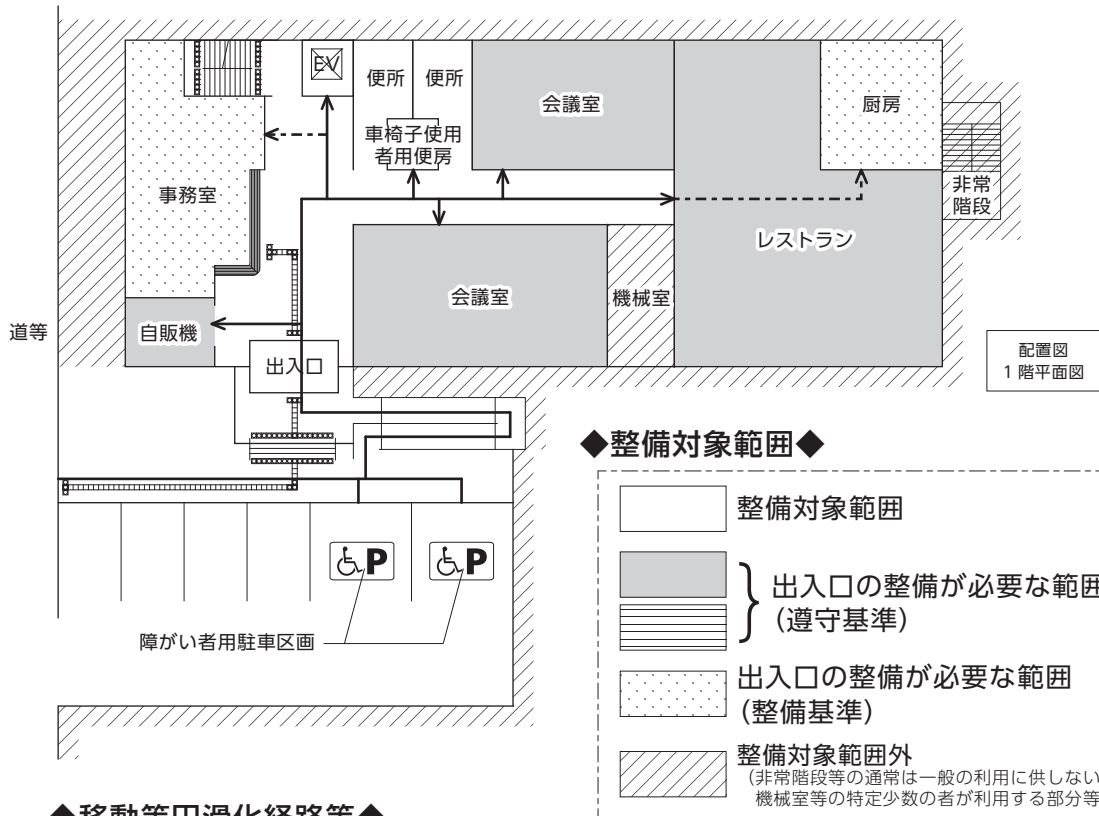 EV
便所
便所
車椅子使用
者用便房
会議室
厨房
非常
階段
事務室
レストラン
会議室
機械室
道等
自販機
出入口
配置図
1 階平面図
P
P
障がい者用駐車区画
◆整備対象範囲◆
整備対象範囲
出入口の整備が必要な範囲
(遵守基準)
出入口の整備が必要な範囲
(整備基準)
整備対象範囲外
(非常階段等の通常は一般の利用に供しない
機械室等の特定少数の者が利用する部分等
◆移動等円滑化経路等◆